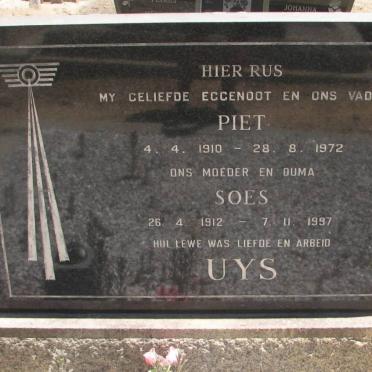 JOHANNA
HIER RUS
MY GELIEFDE EGGENOOT EN ONS VAD
PIET
4. 4. 1910 - 28. 8. 1972
ONS MOEDER EN OUMA
SOES
26. 4 1912 - 7. 11. 1997
HUL LEWE WAS LIEFDE EN ARBEID
UYS